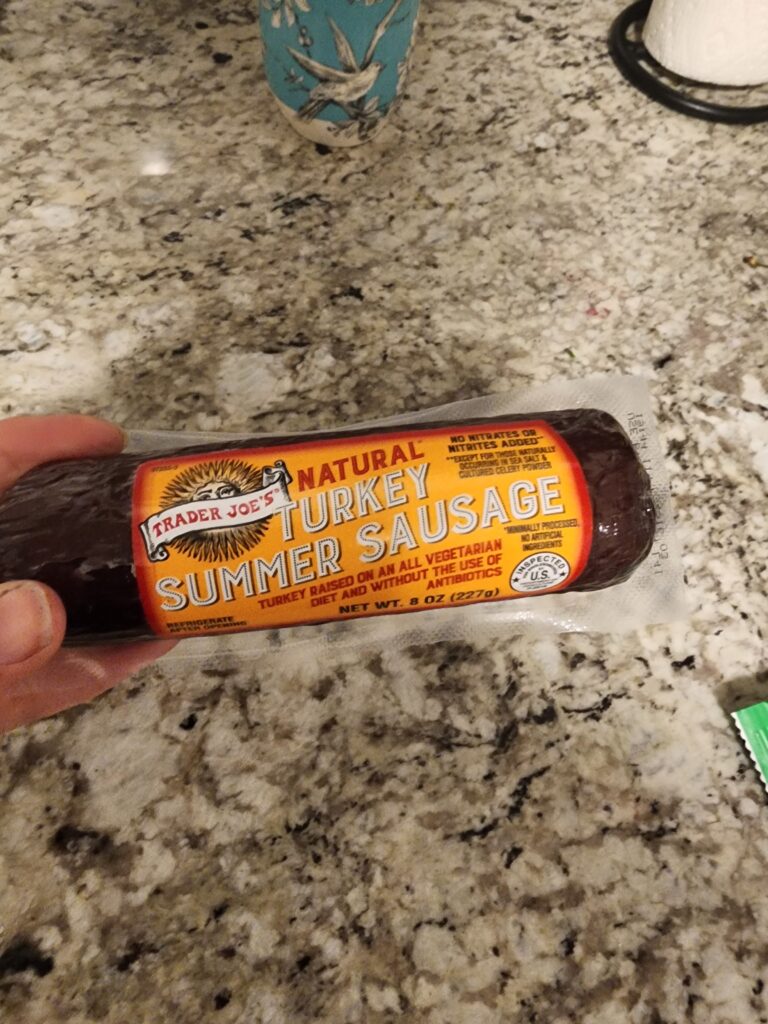 NATURAL*
NO NITRATES OR
NITRITES ADDED**
**EXCEPT FOR THOSE NATURALLY
OCCURRING IN SEA SALT &
CULTURED CELERY POWDER
TRADER JOE'S®
TURKEY
SUMMER SAUSAGE
*MINIMALLY PROCESSED,
NO ARTIFICIAL
INGREDIENTS
TURKEY RAISED ON AN ALL VEGETARIAN
DIET AND WITHOUT THE USE OF
ANTIBIOTICS
INSPECTED
U.S.
NET WT. 8 OZ (227g)
REFRIGERATE
AFTER OPENING